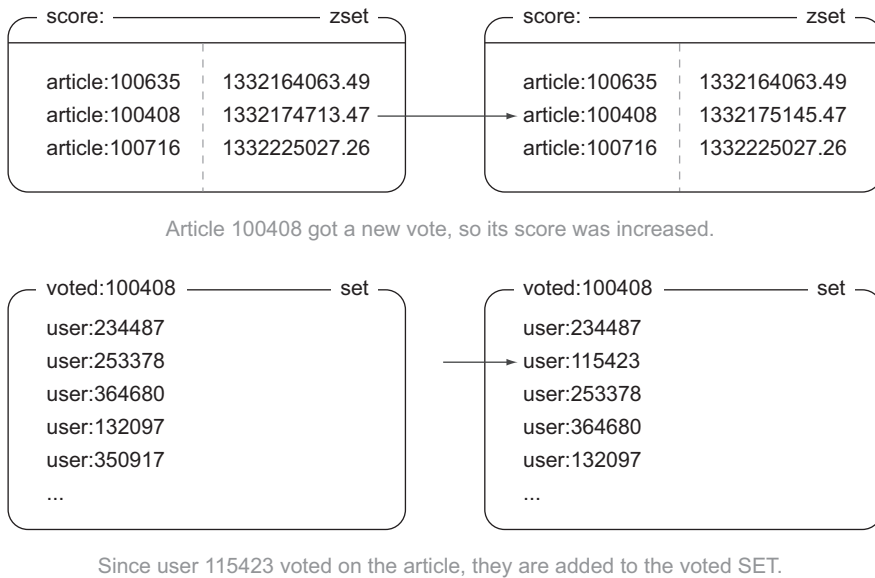 score: zset score: zset
article:100635 1332164063.49 article:100635 1332164063.49
article:100408 1332174713.47 article:100408 1332175145.47
article:100716 1332225027.26 article:100716 1332225027.26
Article 100408 got a new vote, so its score was increased.
voted:100408 set voted:100408 set
user:234487 user:234487
user:253378 user:115423
user:364680 user:253378
user:132097 user:364680
user:350917 user:132097
... ...
Since user 115423 voted on the article, they are added to the voted SET.